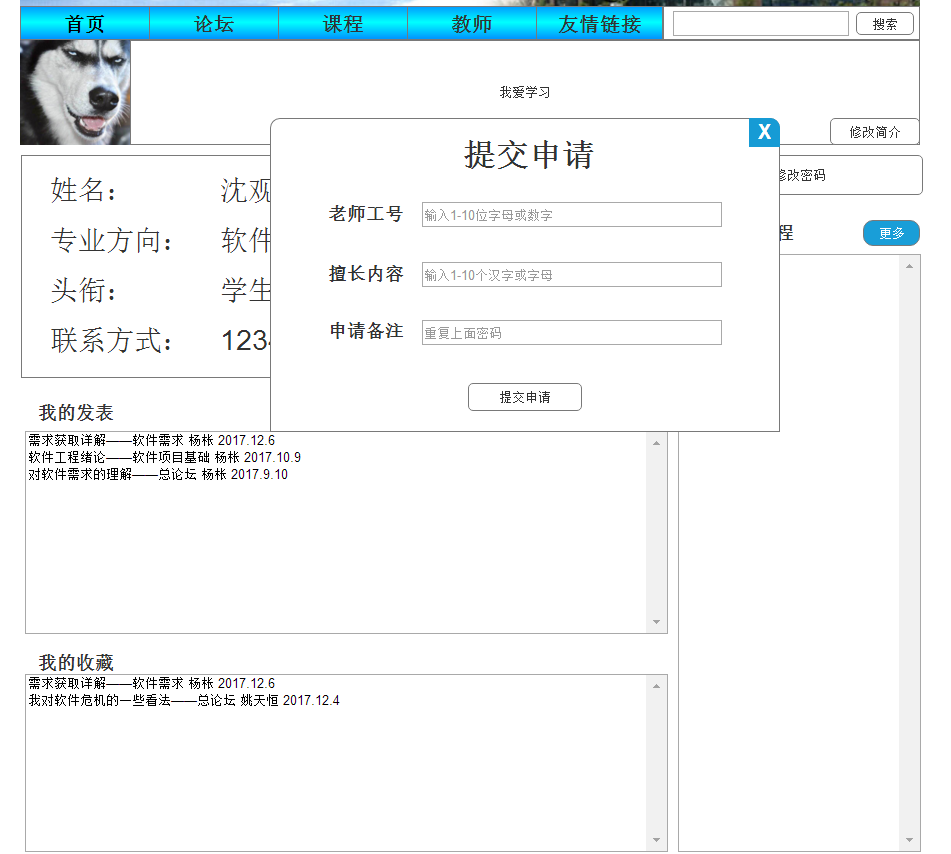 首页 论坛 课程 教师 友情链接 搜索
我爱学习
修改简介
X
提交申请
修改密码
姓名： 沈观
老师工号 输入1-10位字母或数字
专业方向： 软件
程 更多
擅长内容 输入1-10个汉字或字母
头衔： 学生
申请备注 重复上面密码
联系方式： 1234
提交申请
我的发表
需求获取详解——软件需求 杨枨 2017.12.6
软件工程绪论——软件项目基础 杨枨 2017.10.9
对软件需求的理解——总论坛 杨枨 2017.9.10
我的收藏
需求获取详解——软件需求 杨枨 2017.12.6
我对软件危机的一些看法——总论坛 姚天恒 2017.12.4